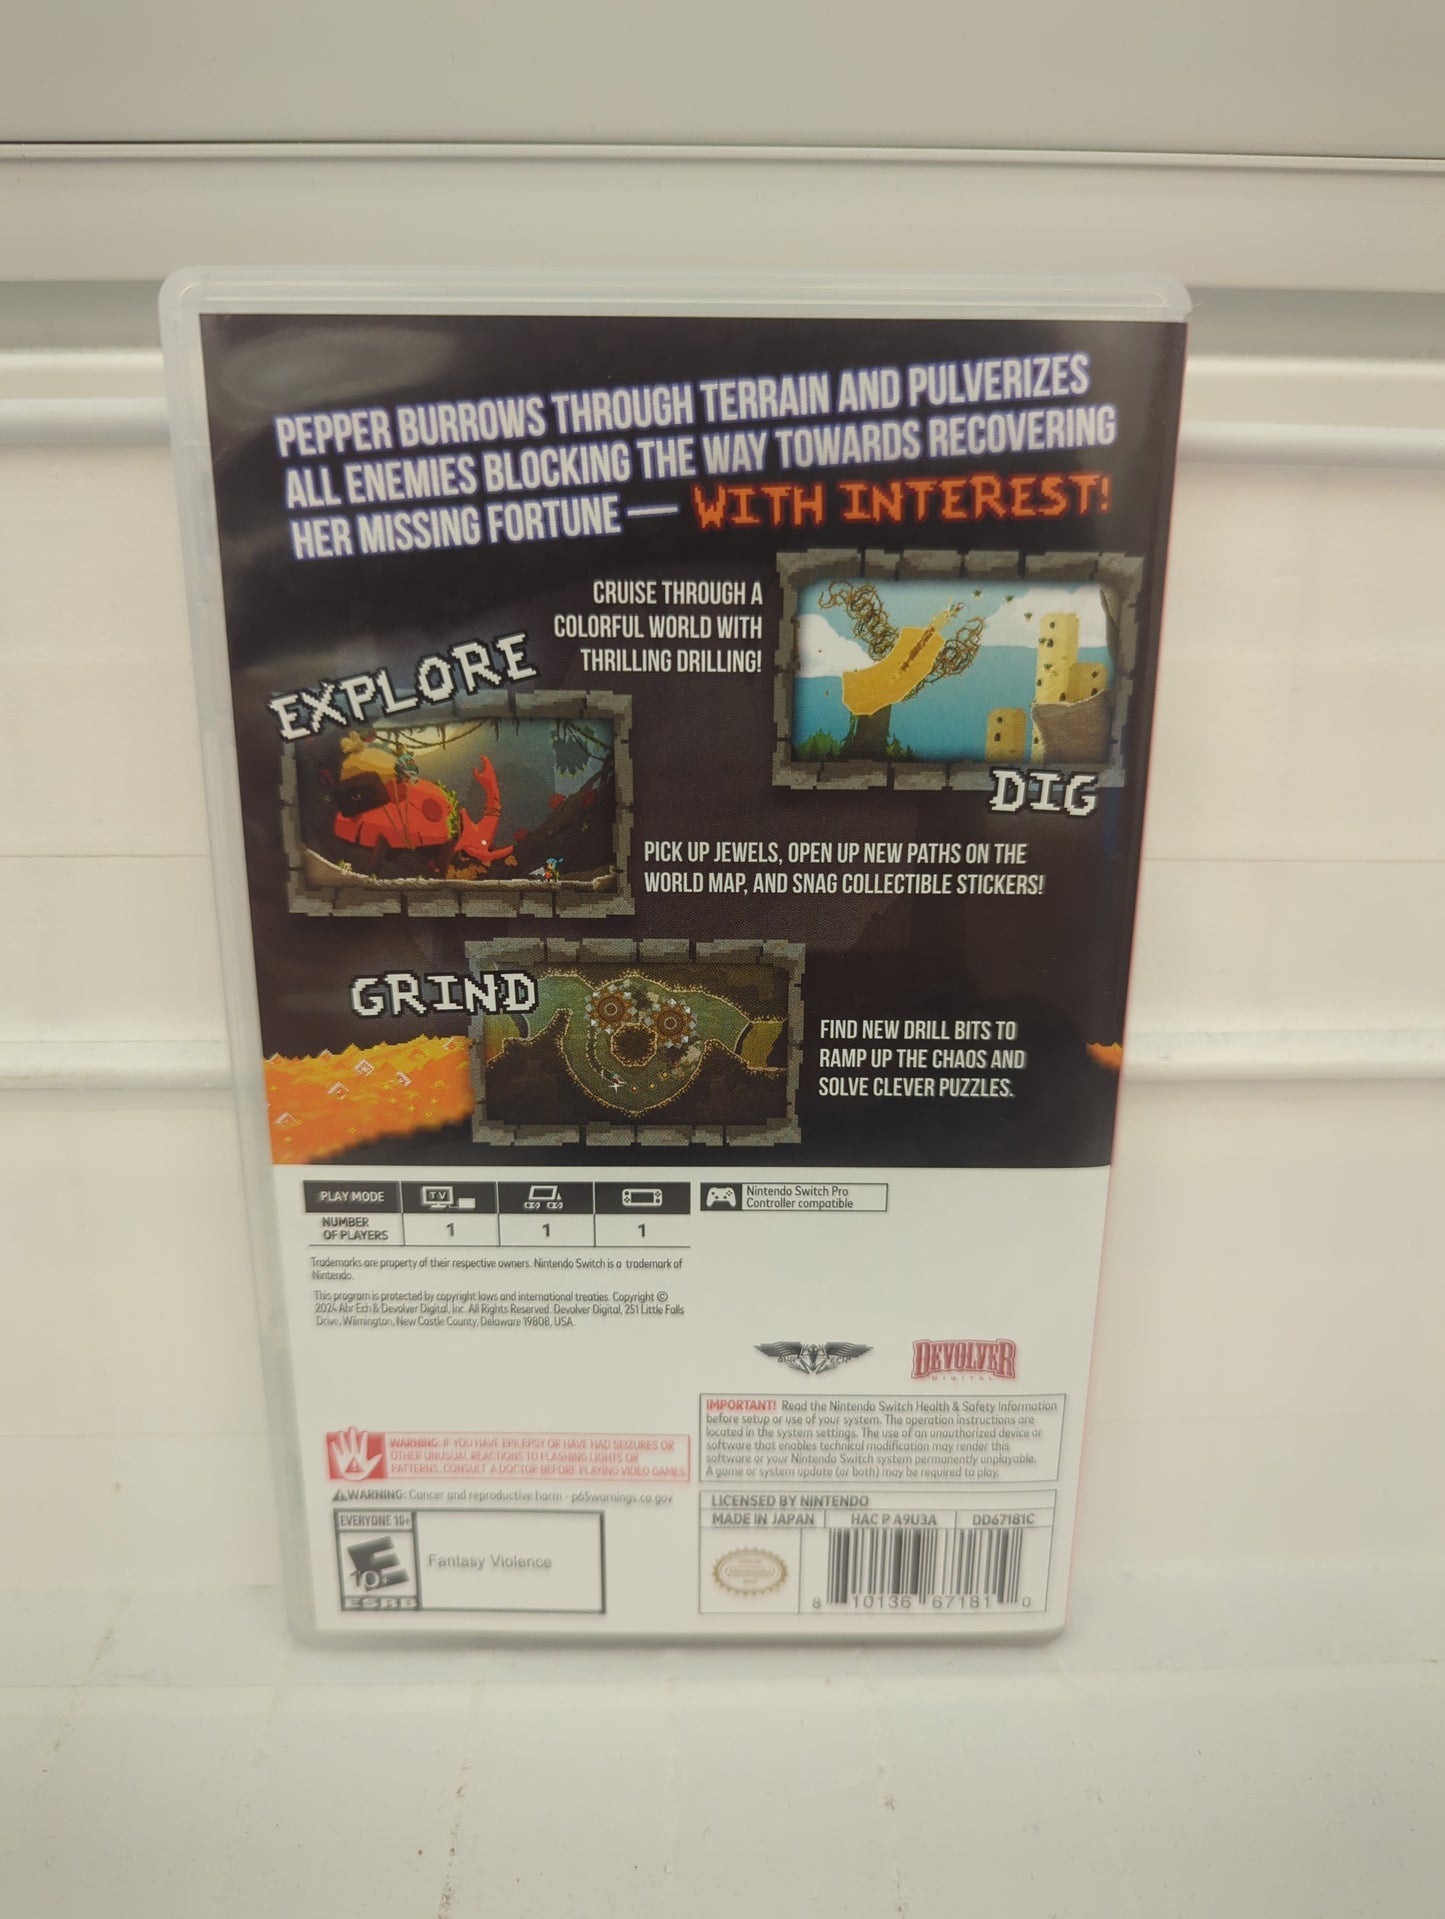 PEPPER BURROWS THROUGH TERRAIN AND PULVERIZES
ALL ENEMIES BLOCKING THE WAY TOWARDS RECOVERING
HER MISSING FORTUNE — WITH INTEREST!
CRUISE THROUGH A
COLORFUL WORLD WITH
THRILLING DRILLING!
EXPLORE
DIG
PICK UP JEWELS, OPEN UP NEW PATHS ON THE
WORLD MAP, AND SNAG COLLECTIBLE STICKERS!
GRIND
FIND NEW DRILL BITS TO
RAMP UP THE CHAOS AND
SOLVE CLEVER PUZZLES.
PLAY MODE
TV
NUMBER
OF PLAYERS
1
1
1
Nintendo Switch Pro
Controller compatible
Trademarks are property of their respective owners. Nintendo Switch is a trademark of
Nintendo.
This program is protected by copyright laws and international treaties. Copyright ©
2024 Ahr Ech & Devolver Digital, Inc. All Rights Reserved. Devolver Digital, 251 Little Falls
Drive, Wilmington, New Castle County, Delaware 19808, USA.
AHR ECH
DEVOLVER
DIGITAL
IMPORTANT! Read the Nintendo Switch Health & Safety Information
before setup or use of your system. The operation instructions are
located in the system settings. The use of an unauthorized device or
software that enables technical modification may render this
software or your Nintendo Switch system permanently unplayable.
A game or system update (or both) may be required to play.
WARNING: IF YOU HAVE EPILEPSY OR HAVE HAD SEIZURES OR
OTHER UNUSUAL REACTIONS TO FLASHING LIGHTS OR
PATTERNS, CONSULT A DOCTOR BEFORE PLAYING VIDEO GAMES.
WARNING: Cancer and reproductive harm - p65warnings.ca.gov
EVERYONE 10+
E
10+
ESRB
Fantasy Violence
LICENSED BY NINTENDO
MADE IN JAPAN
HAC P A9U3A
DD67181C
Official
Nintendo
Seal
8 10136 67181 0